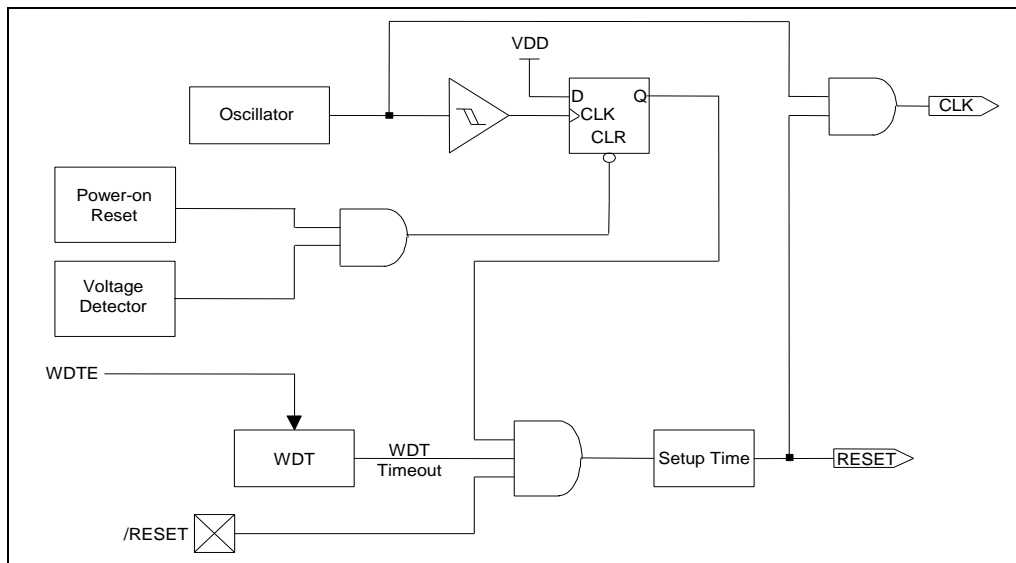 VDD
Oscillator
D
Q
CLK
CLR
CLK
Power-on
Reset
Voltage
Detector
WDTE
WDT
WDT
Timeout
Setup Time
RESET
/RESET